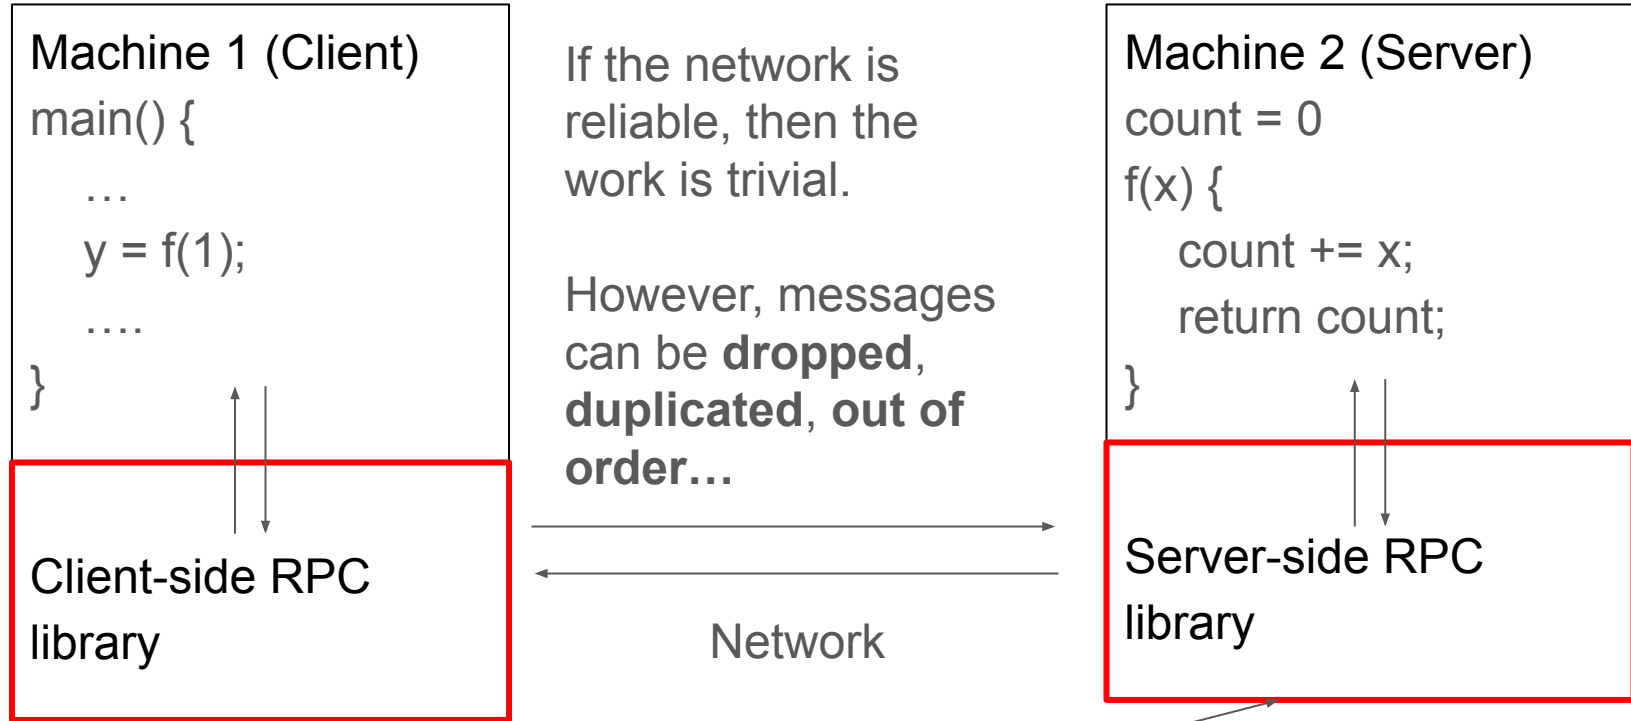 Machine 1 (Client)
main() {
…
y = f(1);
….
}
Client-side RPC
library
If the network is
reliable, then the
work is trivial.
However, messages
can be dropped,
duplicated, out of
order…
Network
Machine 2 (Server)
count = 0
f(x) {
count += x;
return count;
}
Server-side RPC
library